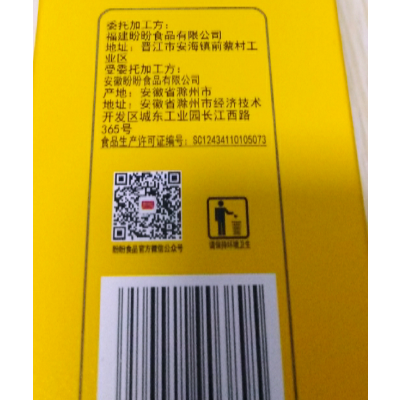 委托加工方：
福建盼盼食品有限公司
地址：晋江市安海镇前蔡村工
业区
受委托加工方：
安徽盼盼食品有限公司
产地：安徽省滁州市
地址：安徽省滁州市经济技术
开发区城东工业园长江西路
365号
食品生产许可证编号：SC12434110105073
盼盼食品官方微信公众号
请保持环境卫生